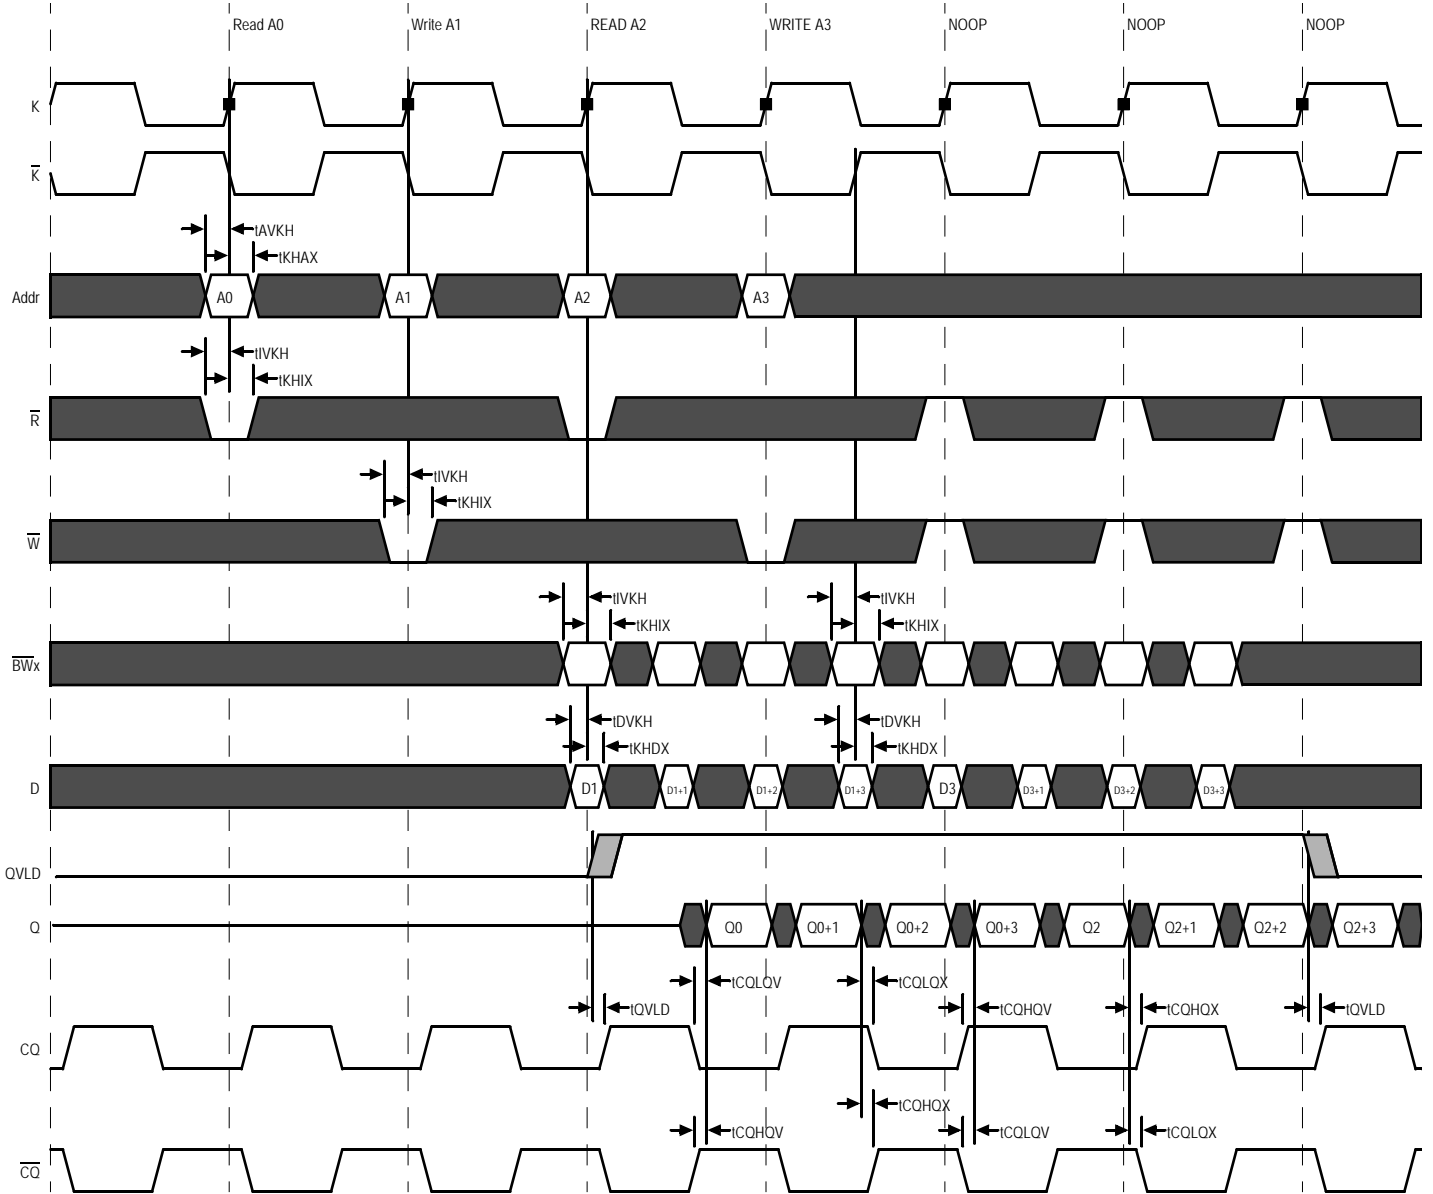 Read A0 Write A1 READ A2 WRITE A3 NOOP NOOP NOOP
K
K̅
tAVKH
tKHAX
Addr A0 A1 A2 A3
tIVKH
tKHIX
R̅
tIVKH
tKHIX
W̅
tIVKH tIVKH
tKHIX tKHIX
B̅W̅x
tDVKH tDVKH
tKHDX tKHDX
D D1 D1+1 D1+2 D1+3 D3 D3+1 D3+2 D3+3
QVLD
Q Q0 Q0+1 Q0+2 Q0+3 Q2 Q2+1 Q2+2 Q2+3
tCQLQV tCQLQX
tQVLD tCQHQV tCQHQX tQVLD
CQ
tCQHQX
tCQHQV tCQLQV tCQLQX
C̅Q̅